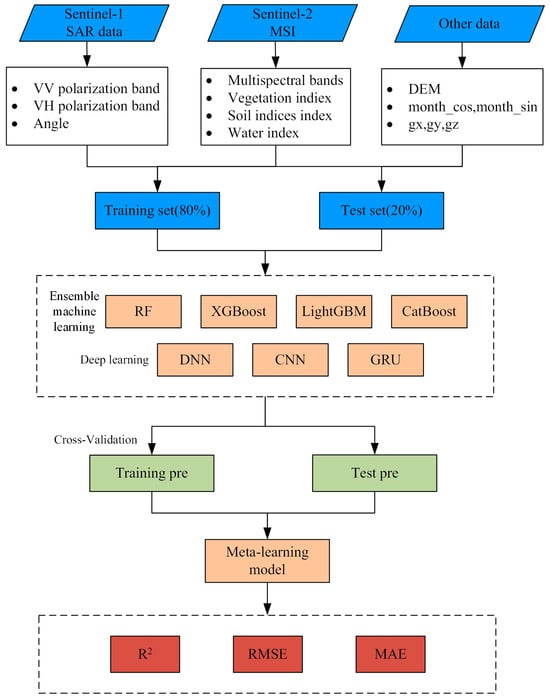 Sentinel-1
SAR data
Sentinel-2
MSI
Other data
• VV polarization band
• VH polarization band
• Angle
• Multispectral bands
• Vegetation indiex
• Soil indices index
• Water index
• DEM
• month_cos,month_sin
• gx,gy,gz
Training set(80%)
Test set(20%)
Ensemble
machine
learning
RF
XGBoost
LightGBM
CatBoost
Deep learning
DNN
CNN
GRU
Cross-Validation
Training pre
Test pre
Meta-learning
model
R²
RMSE
MAE